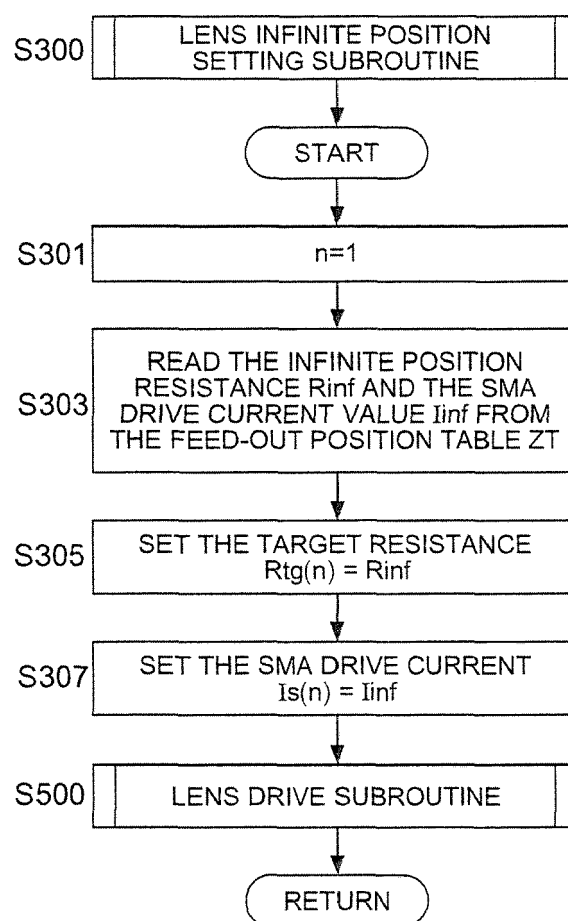 S300
LENS INFINITE POSITION
SETTING SUBROUTINE
START
S301
n=1
S303
READ THE INFINITE POSITION
RESISTANCE Rinf AND THE SMA
DRIVE CURRENT VALUE Iinf FROM
THE FEED-OUT POSITION TABLE ZT
S305
SET THE TARGET RESISTANCE
Rtg(n) = Rinf
S307
SET THE SMA DRIVE CURRENT
Is(n) = Iinf
S500
LENS DRIVE SUBROUTINE
RETURN